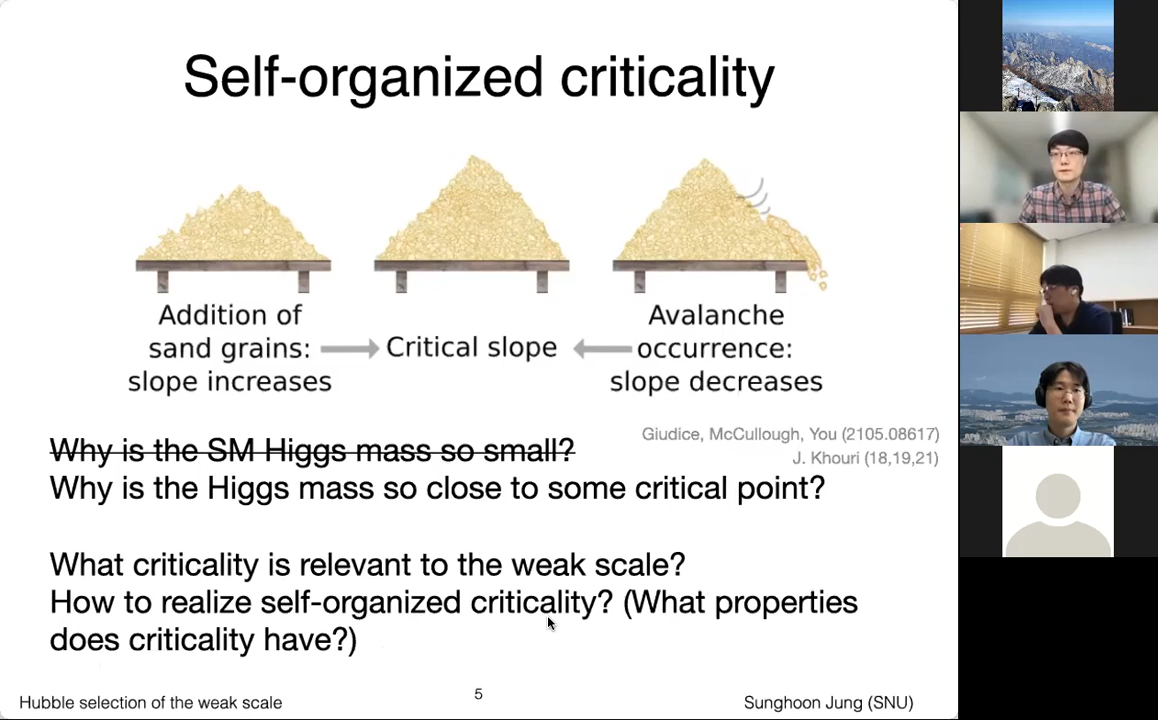 Self-organized criticality
Addition of
sand grains:
slope increases
Critical slope
Avalanche
occurrence:
slope decreases
Giudice, McCullough, You (2105.08617)
J. Khouri (18,19,21)
Why is the SM Higgs mass so small?
Why is the Higgs mass so close to some critical point?
What criticality is relevant to the weak scale?
How to realize self-organized criticality? (What properties
does criticality have?)
Hubble selection of the weak scale
5
Sunghoon Jung (SNU)